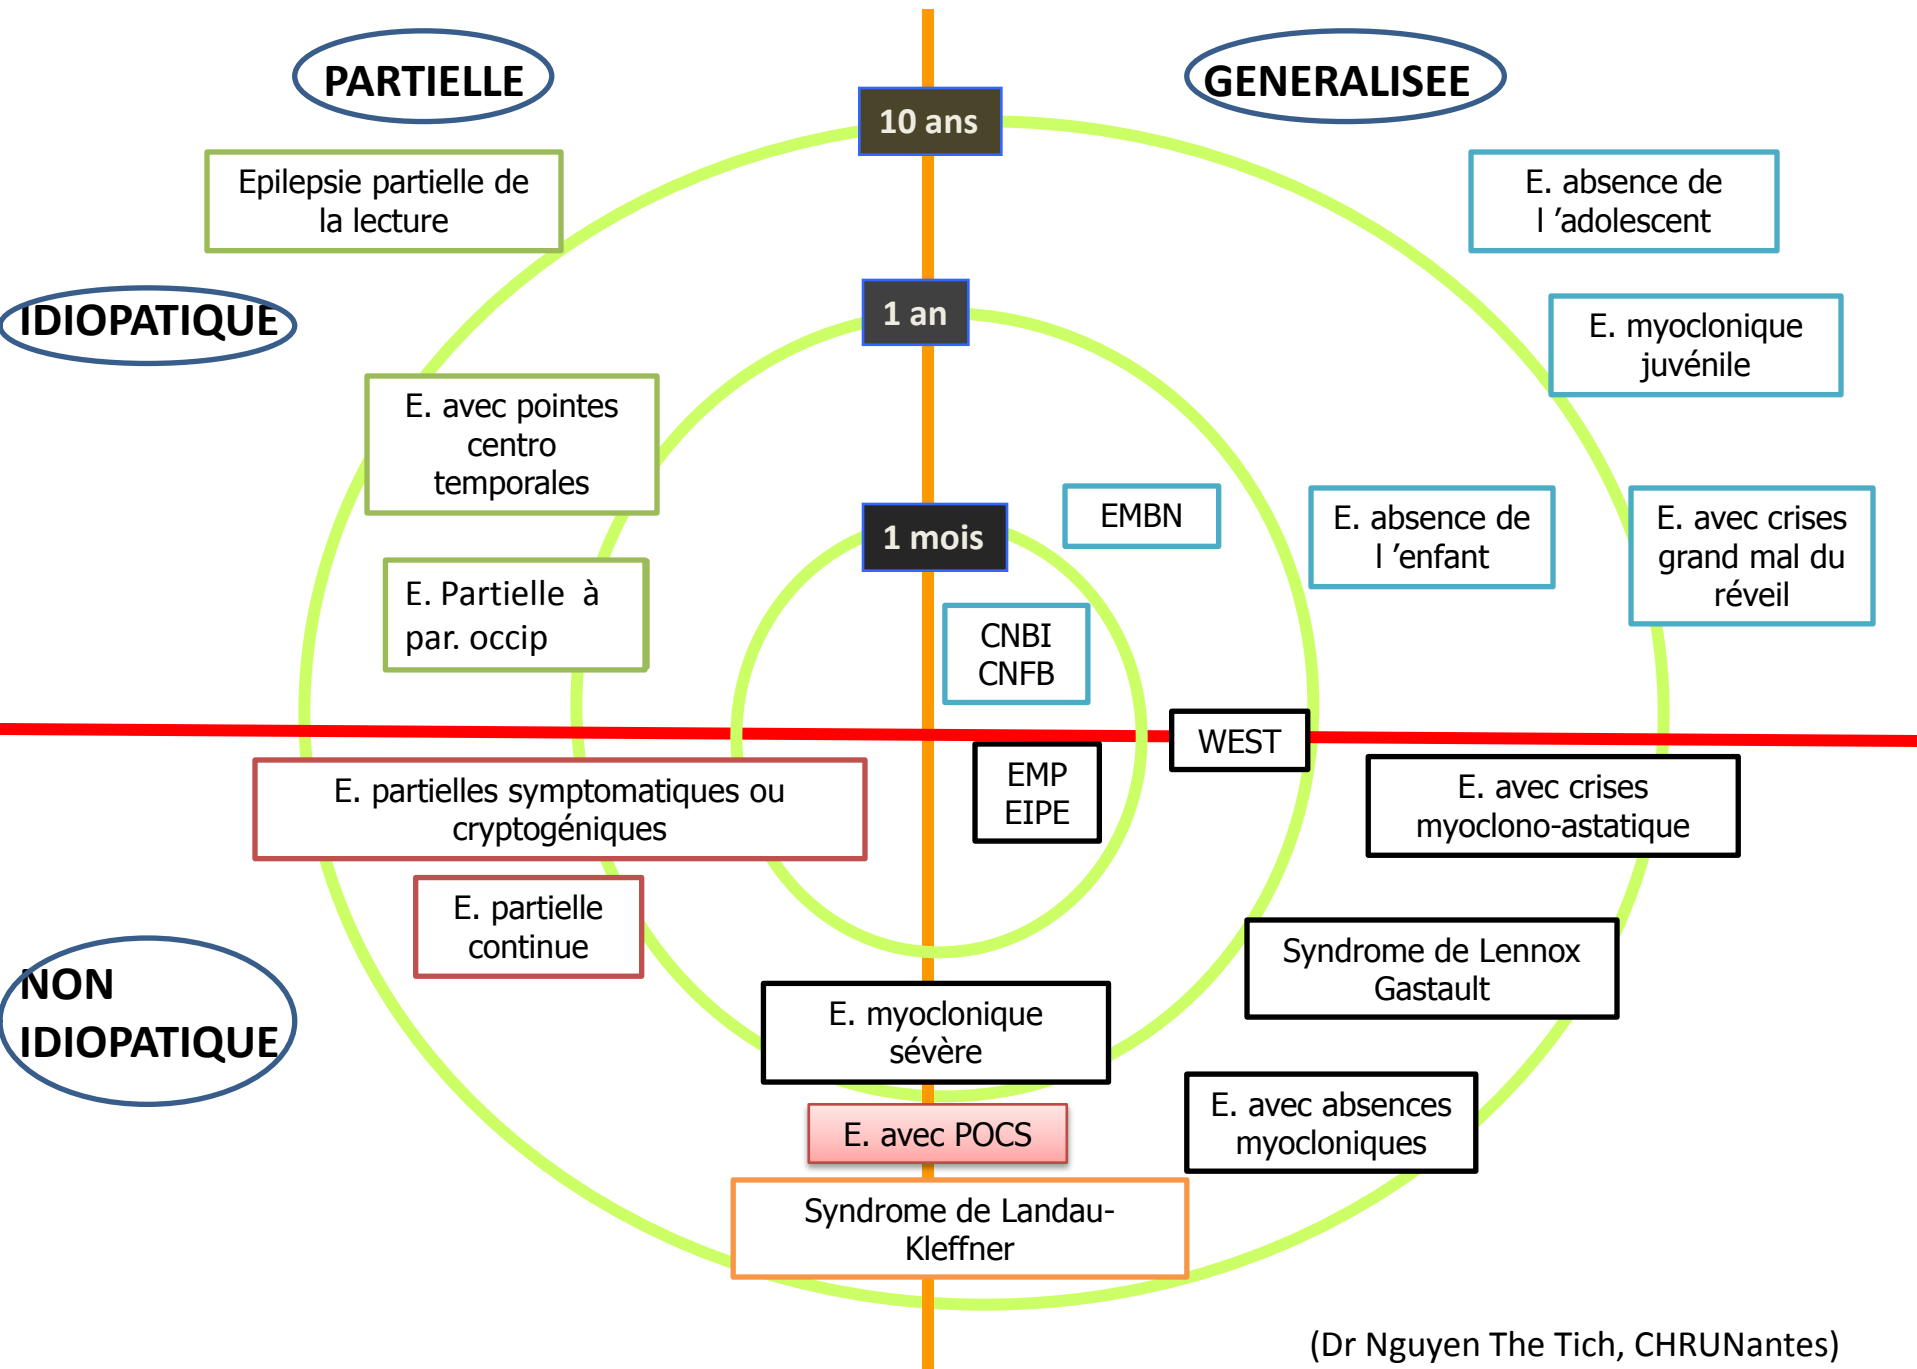 PARTIELLE
GENERALISEE
10 ans
Epilepsie partielle de
la lecture
E. absence de
l ’adolescent
IDIOPATIQUE
1 an
E. myoclonique
juvénile
E. avec pointes
centro
temporales
1 mois
EMBN
E. absence de
l ’enfant
E. avec crises
grand mal du
réveil
E. Partielle à
par. occip
CNBI
CNFB
WEST
E. partielles symptomatiques ou
cryptogéniques
EMP
EIPE
E. avec crises
myoclono-astatique
E. partielle
continue
Syndrome de Lennox
Gastault
NON
IDIOPATIQUE
E. myoclonique
sévère
E. avec absences
myocloniques
E. avec POCS
Syndrome de Landau-
Kleffner
(Dr Nguyen The Tich, CHRUNantes)